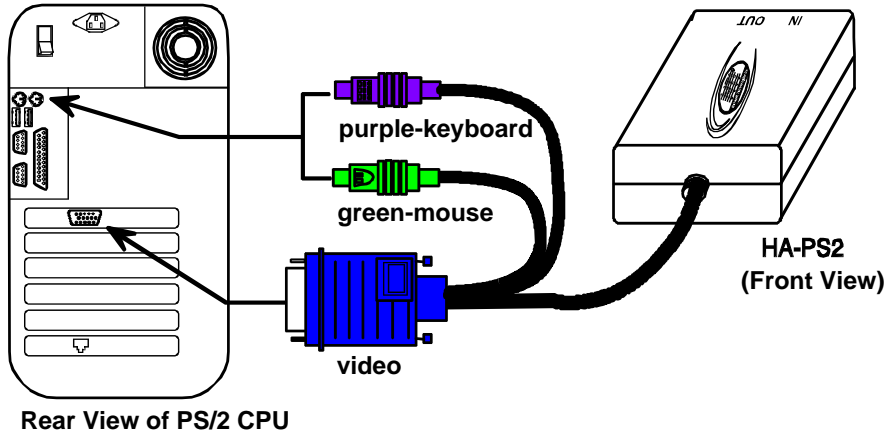 OUT IN
purple-keyboard
green-mouse
HA-PS2
(Front View)
video
Rear View of PS/2 CPU